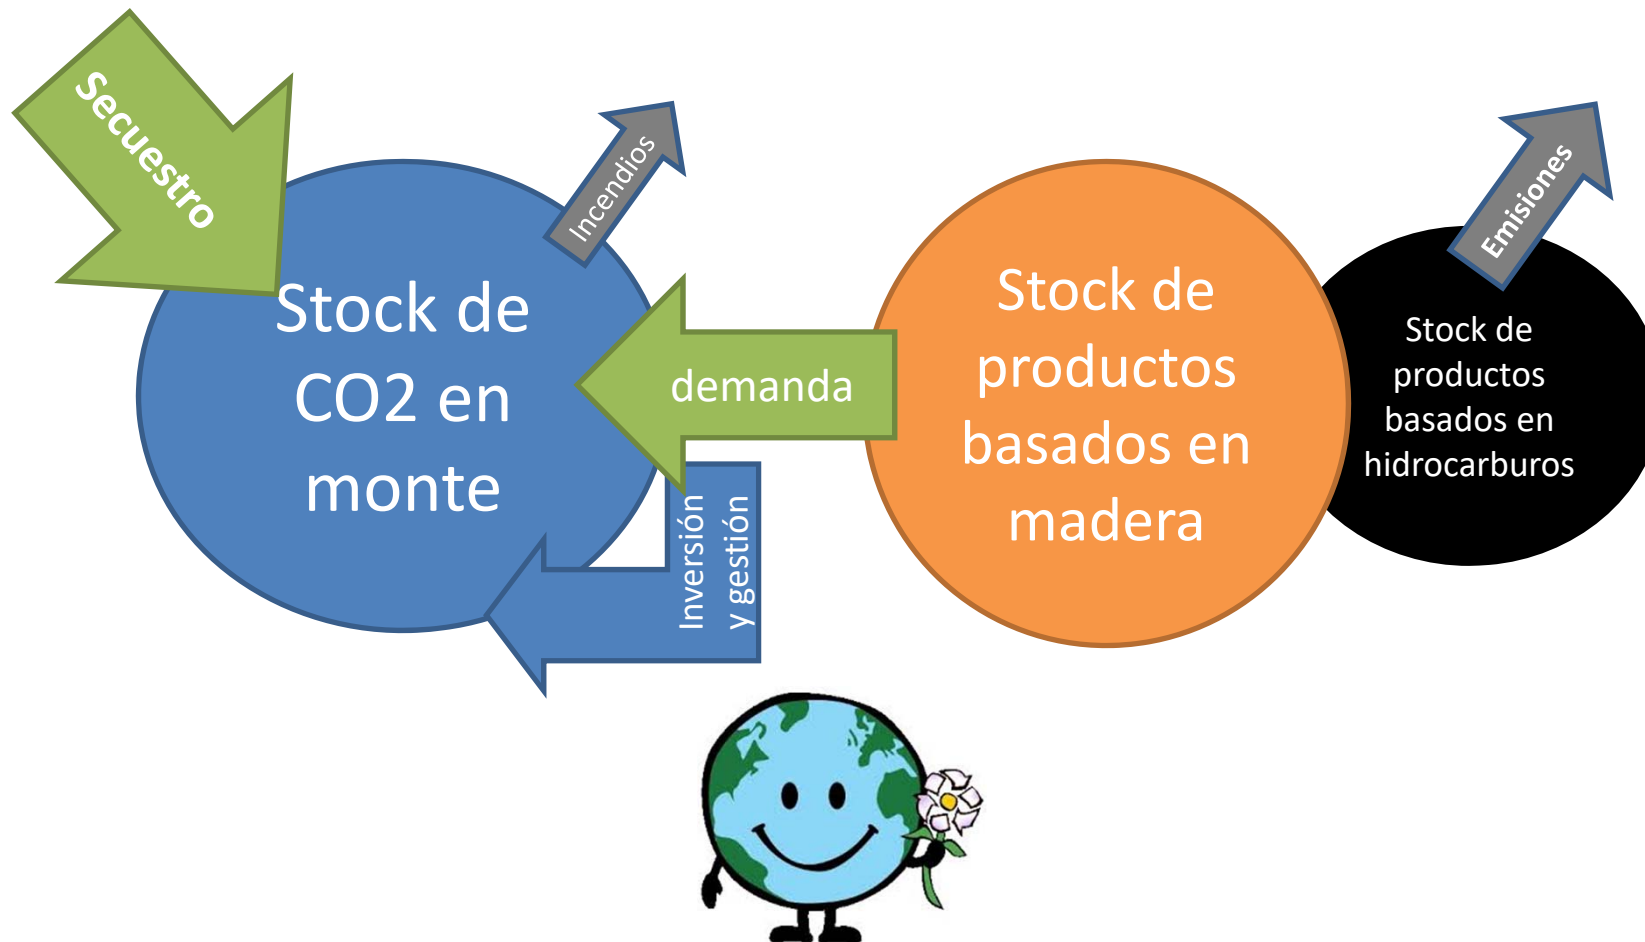 Secuestro
Incendios
Stock de
CO2 en
monte
demanda
Inversión
y gestión
Stock de
productos
basados en
madera
Emisiones
Stock de
productos
basados en
hidrocarburos